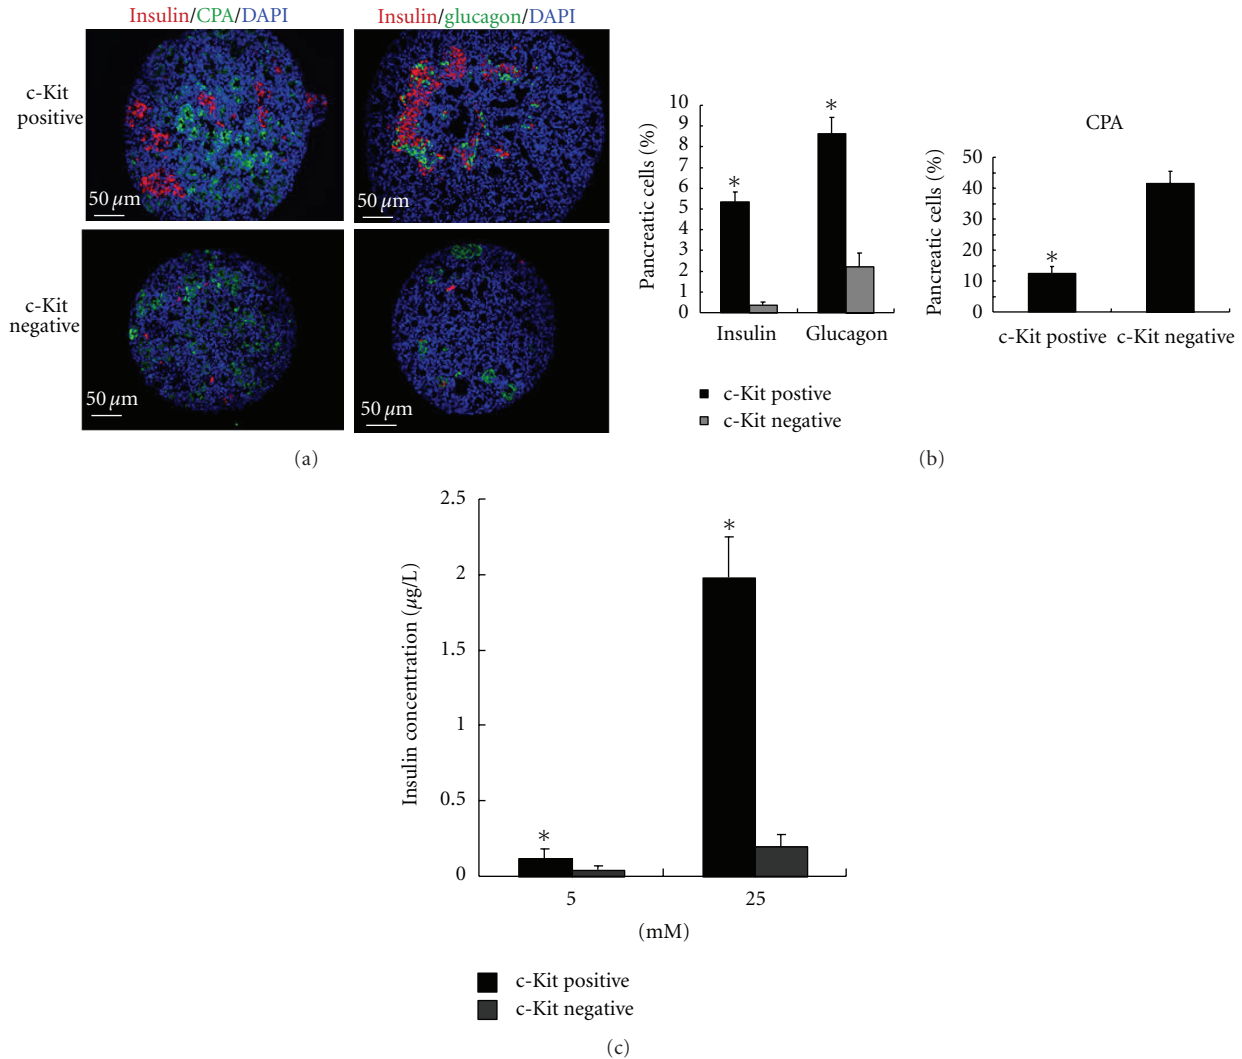 Insulin/CPA/DAPI
Insulin/glucagon/DAPI
c-Kit
positive
50 µm
50 µm
c-Kit
negative
50 µm
50 µm
(a)
Pancreatic cells (%)
10
9
8
7
6
5
4
3
2
1
0
*
*
Insulin
Glucagon
c-Kit postive
c-Kit negative
CPA
Pancreatic cells (%)
50
40
30
20
10
0
*
c-Kit postive
c-Kit negative
(b)
Insulin concentration (µg/L)
2.5
2
1.5
1
0.5
0
*
*
5
25
(mM)
c-Kit positive
c-Kit negative
(c)